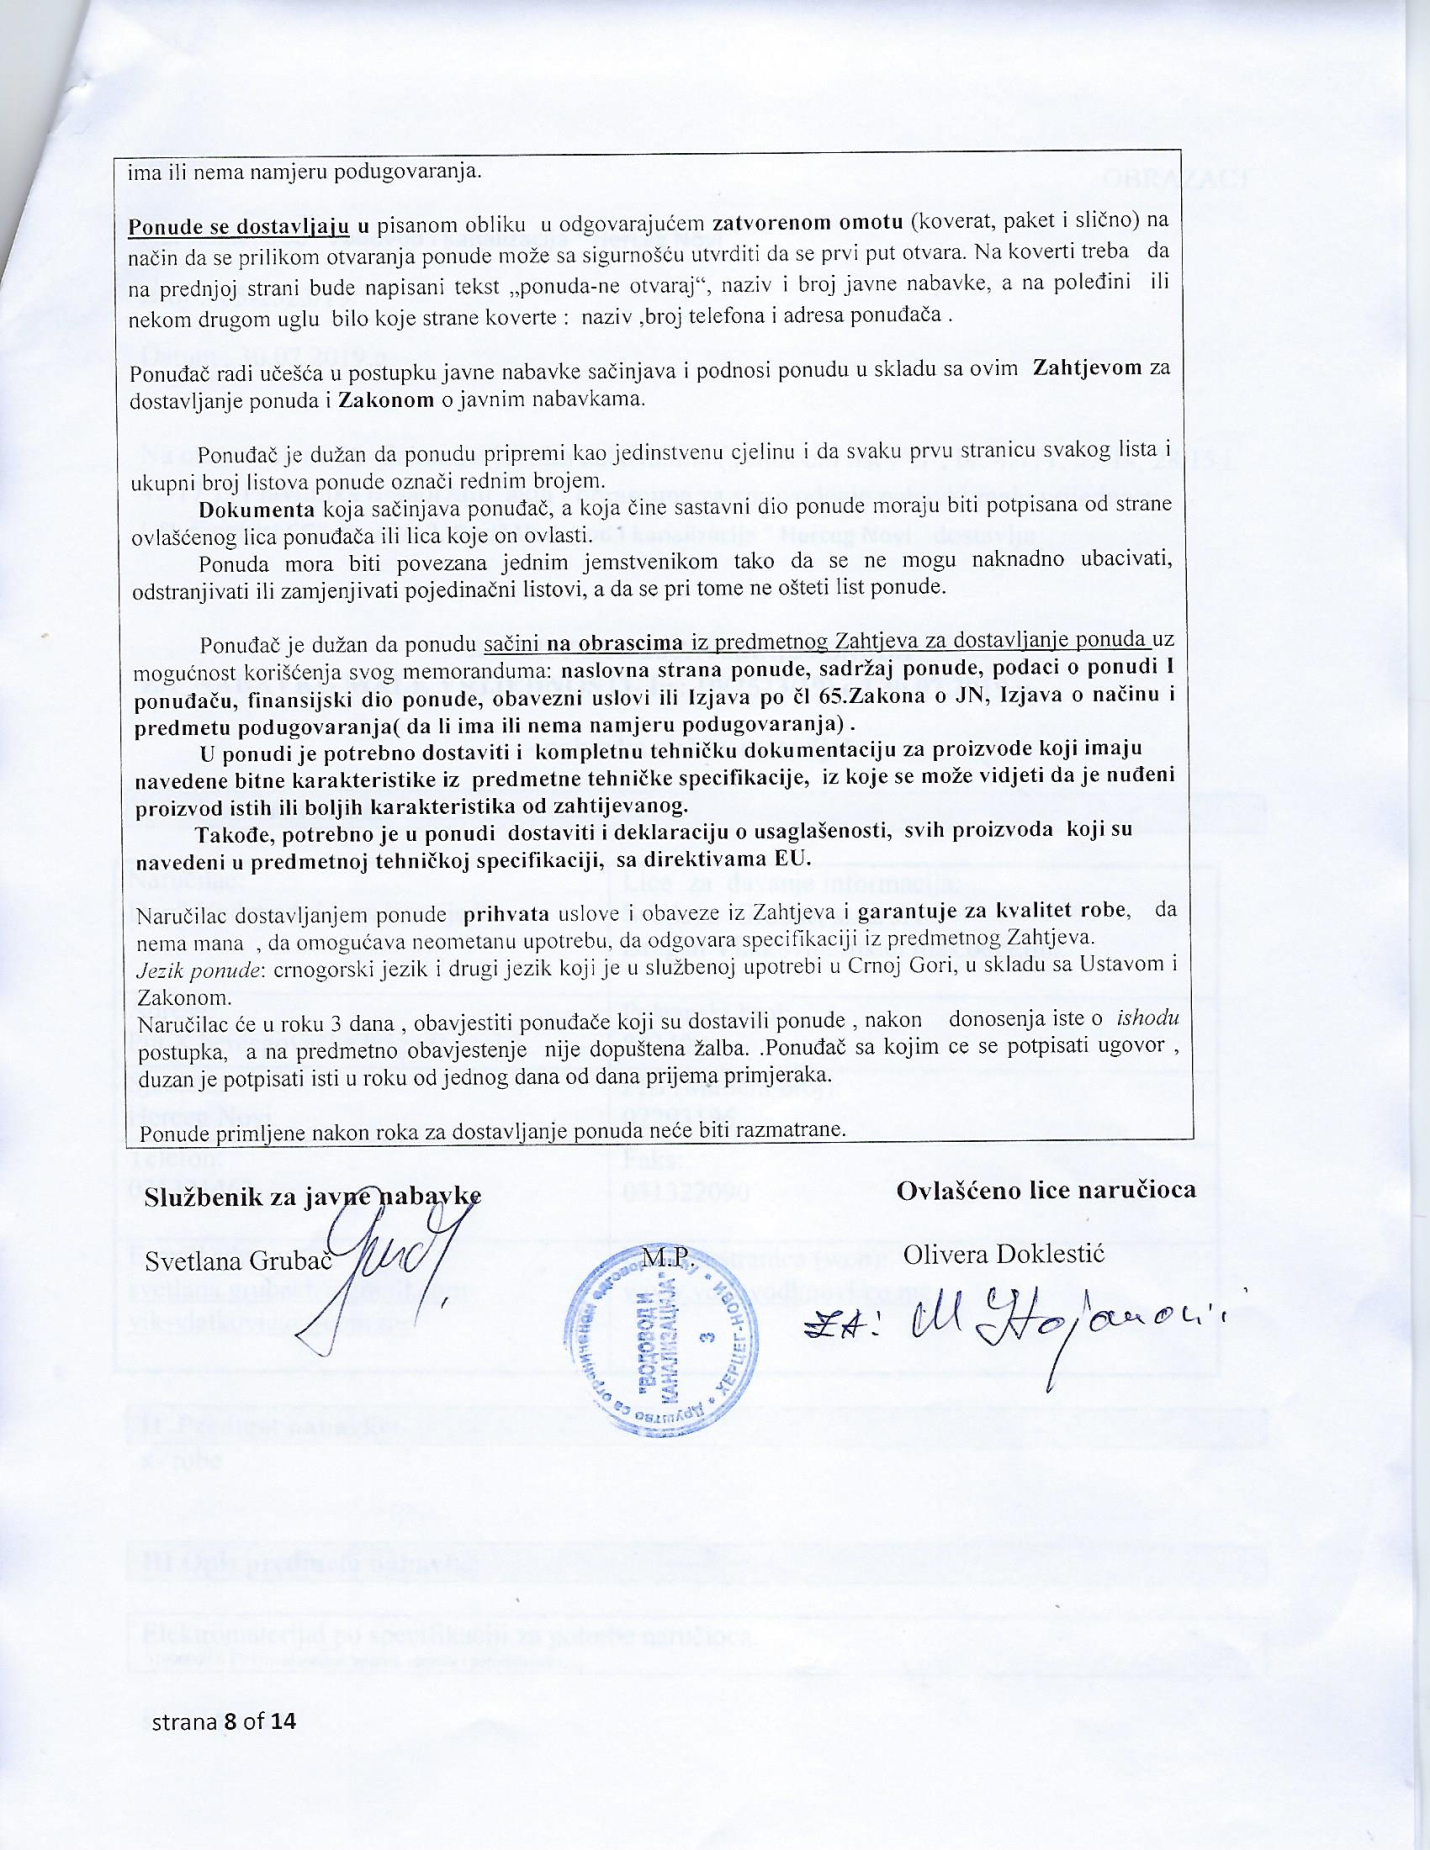 ima ili nema namjeru podugovaranja.
Ponude se dostavljaju u pisanom obliku u odgovarajućem zatvorenom omotu (koverat, paket i slično) na
način da se prilikom otvaranja ponude može sa sigurnošću utvrditi da se prvi put otvara. Na koverti treba da
na prednjoj strani bude napisani tekst „ponuda-ne otvaraj“, naziv i broj javne nabavke, a na poleđini ili
nekom drugom uglu bilo koje strane koverte : naziv ,broj telefona i adresa ponuđača .
Ponuđač radi učešća u postupku javne nabavke sačinjava i podnosi ponudu u skladu sa ovim Zahtjevom za
dostavljanje ponuda i Zakonom o javnim nabavkama.
Ponuđač je dužan da ponudu pripremi kao jedinstvenu cjelinu i da svaku prvu stranicu svakog lista i
ukupni broj listova ponude označi rednim brojem.
Dokumenta koja sačinjava ponuđač, a koja čine sastavni dio ponude moraju biti potpisana od strane
ovlašćenog lica ponuđača ili lica koje on ovlasti.
Ponuda mora biti povezana jednim jemstvenikom tako da se ne mogu naknadno ubacivati,
odstranjivati ili zamjenjivati pojedinačni listovi, a da se pri tome ne ošteti list ponude.
Ponuđač je dužan da ponudu sačini na obrascima iz predmetnog Zahtjeva za dostavljanje ponuda uz
mogućnost korišćenja svog memoranduma: naslovna strana ponude, sadržaj ponude, podaci o ponudi I
ponuđaču, finansijski dio ponude, obavezni uslovi ili Izjava po čl 65.Zakona o JN, Izjava o načinu i
predmetu podugovaranja( da li ima ili nema namjeru podugovaranja) .
U ponudi je potrebno dostaviti i kompletnu tehničku dokumentaciju za proizvode koji imaju
navedene bitne karakteristike iz predmetne tehničke specifikacije, iz koje se može vidjeti da je nuđeni
proizvod istih ili boljih karakteristika od zahtijevanog.
Takođe, potrebno je u ponudi dostaviti i deklaraciju o usaglašenosti, svih proizvoda koji su
navedeni u predmetnoj tehničkoj specifikaciji, sa direktivama EU.
Naručilac dostavljanjem ponude prihvata uslove i obaveze iz Zahtjeva i garantuje za kvalitet robe, da
nema mana , da omogućava neometanu upotrebu, da odgovara specifikaciji iz predmetnog Zahtjeva.
Jezik ponude: crnogorski jezik i drugi jezik koji je u službenoj upotrebi u Crnoj Gori, u skladu sa Ustavom i
Zakonom.
Naručilac će u roku 3 dana , obavjestiti ponuđače koji su dostavili ponude , nakon donosenja iste o ishodu
postupka, a na predmetno obavjestenje nije dopuštena žalba. .Ponuđač sa kojim ce se potpisati ugovor ,
duzan je potpisati isti u roku od jednog dana od dana prijema primjeraka.
Ponude primljene nakon roka za dostavljanje ponuda neće biti razmatrane.
Službenik za javne nabavke
Ovlašćeno lice naručioca
Svetlana Grubač
M.P.
Olivera Doklestić
ZA: M Stojanović
Друштво са ограниченом одговорношћу • ХЕРЦЕГ-НОВИ •
"ВОДОВОД И
КАНАЛИЗАЦИЈА"
3
strana 8 of 14